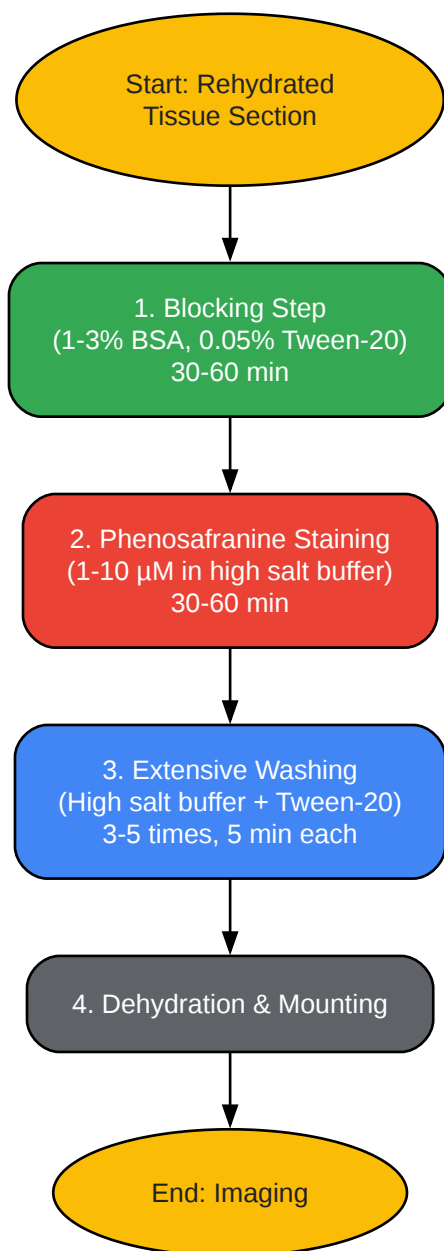 Start: Rehydrated
Tissue Section
1. Blocking Step
(1-3% BSA, 0.05% Tween-20)
30-60 min
2. Phenosafranine Staining
(1-10 µM in high salt buffer)
30-60 min
3. Extensive Washing
(High salt buffer + Tween-20)
3-5 times, 5 min each
4. Dehydration & Mounting
End: Imaging